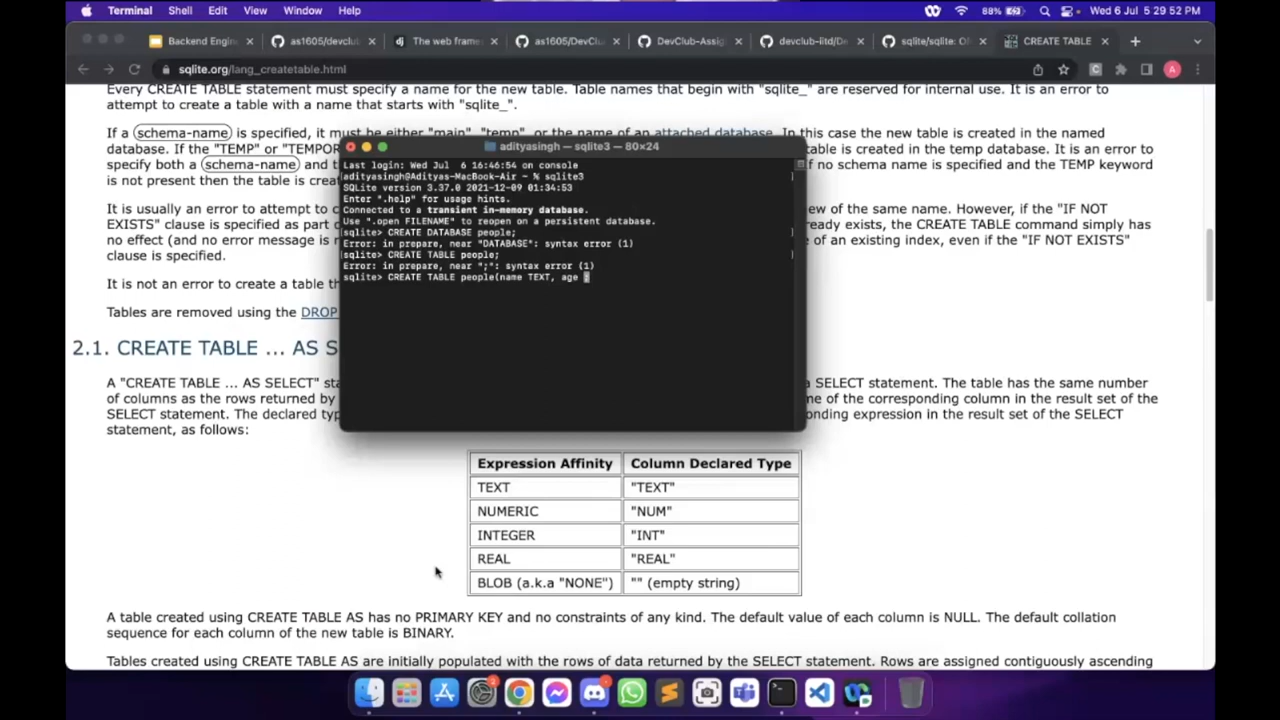 Terminal Shell Edit View Window Help 88% Wed 6 Jul 5:29:52 PM
Backend Engin as1605/devclu The web frame as1605/DevClu DevClub-Assig devclub-iitd/De sqlite/sqlite: Of CREATE TABLE
sqlite.org/lang_createtable.html
Every CREATE TABLE statement must specify a name for the new table. Table names that begin with "sqlite_" are reserved for internal use. It is an error to
attempt to create a table with a name that starts with "sqlite_".
If a schema-name is specified, it must be either "main", "temp", or the name of an attached database. In this case the new table is created in the named
database. If the "TEMP" or "TEMPOR table is created in the temp database. It is an error to
specify both a schema-name and t f no schema name is specified and the TEMP keyword
is not present then the table is crea
It is usually an error to attempt to c ew of the same name. However, if the "IF NOT
EXISTS" clause is specified as part o ready exists, the CREATE TABLE command simply has
no effect (and no error message is r e of an existing index, even if the "IF NOT EXISTS"
clause is specified.
It is not an error to create a table th
Tables are removed using the DROP
adityasingh — sqlite3 — 80×24
Last login: Wed Jul  6 16:46:54 on console
adityasingh@Adityas-MacBook-Air ~ % sqlite3
SQLite version 3.37.0 2021-12-09 01:34:53
Enter ".help" for usage hints.
Connected to a transient in-memory database.
Use ".open FILENAME" to reopen on a persistent database.
sqlite> CREATE DATABASE people;
Error: in prepare, near "DATABASE": syntax error (1)
sqlite> CREATE TABLE people;
Error: in prepare, near ";": syntax error (1)
sqlite> CREATE TABLE people(name TEXT, age
2.1. CREATE TABLE ... AS S
A "CREATE TABLE ... AS SELECT" sta a SELECT statement. The table has the same number
of columns as the rows returned by me of the corresponding column in the result set of the
SELECT statement. The declared typ onding expression in the result set of the SELECT
statement, as follows:
Expression Affinity Column Declared Type
TEXT "TEXT"
NUMERIC "NUM"
INTEGER "INT"
REAL "REAL"
BLOB (a.k.a "NONE") "" (empty string)
A table created using CREATE TABLE AS has no PRIMARY KEY and no constraints of any kind. The default value of each column is NULL. The default collation
sequence for each column of the new table is BINARY.
Tables created using CREATE TABLE AS are initially populated with the rows of data returned by the SELECT statement. Rows are assigned contiguously ascending